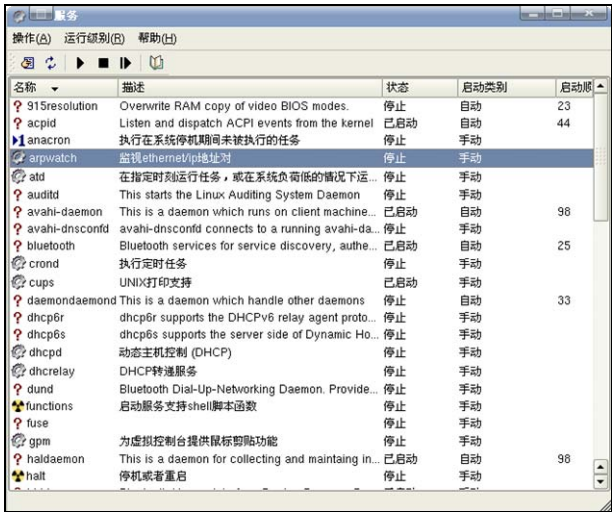 服务
操作(A) 运行级别(R) 帮助(H)
名称 描述 状态 启动类别 启动顺
915resolution Overwrite RAM copy of video BIOS modes. 停止 自动 23
acpid Listen and dispatch ACPI events from the kernel 已启动 自动 44
anacron 执行在系统停机期间未被执行的任务 停止 手动
arpwatch 监视ethernet/ip地址对 停止 手动
atd 在指定时刻运行任务，或在系统负荷低的情况下运... 停止 手动
auditd This starts the Linux Auditing System Daemon 停止 手动
avahi-daemon This is a daemon which runs on client machine... 已启动 自动 98
avahi-dnsconfd avahi-dnsconfd connects to a running avahi-da... 停止 手动
bluetooth Bluetooth services for service discovery, authe... 已启动 自动 25
crond 执行定时任务 停止 手动
cups UNIX打印支持 已启动 手动
daemondaemond This is a daemon which handle other daemons 停止 自动 33
dhcp6r dhcp6r supports the DHCPv6 relay agent proto... 停止 手动
dhcp6s dhcp6s supports the server side of Dynamic Ho... 停止 手动
dhcpd 动态主机控制 (DHCP) 停止 手动
dhcrelay DHCP转递服务 停止 手动
dund Bluetooth Dial-Up-Networking Daemon. Provide... 停止 手动
functions 启动服务支持shell脚本函数 停止 手动
fuse 停止 手动
gpm 为虚拟控制台提供鼠标剪贴功能 停止 手动
haldaemon This is a daemon for collecting and maintaing in... 已启动 自动 98
halt 停机或者重启 停止 手动